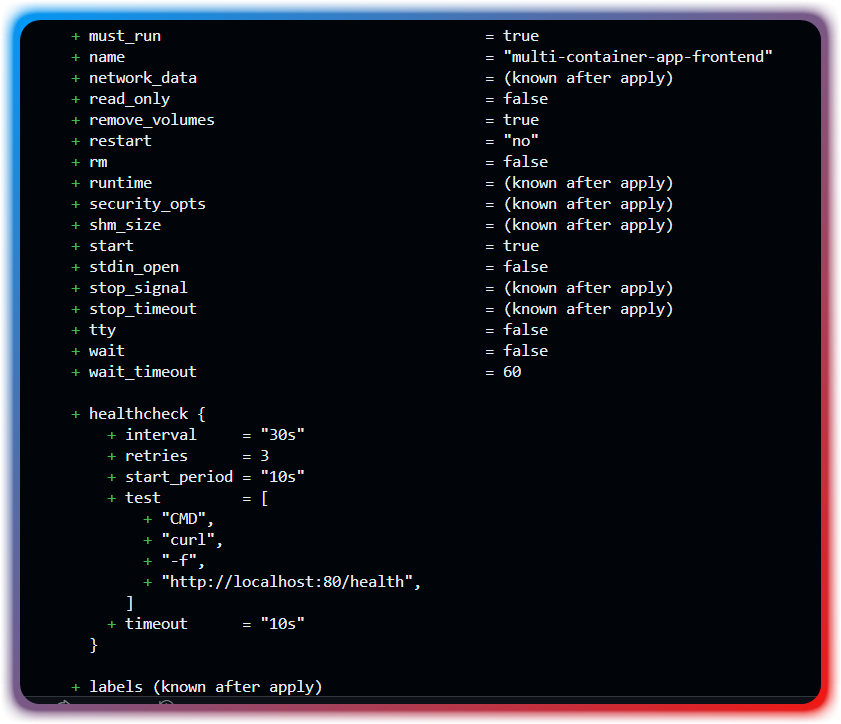 + must_run = true
+ name = "multi-container-app-frontend"
+ network_data = (known after apply)
+ read_only = false
+ remove_volumes = true
+ restart = "no"
+ rm = false
+ runtime = (known after apply)
+ security_opts = (known after apply)
+ shm_size = (known after apply)
+ start = true
+ stdin_open = false
+ stop_signal = (known after apply)
+ stop_timeout = (known after apply)
+ tty = false
+ wait = false
+ wait_timeout = 60
+ healthcheck {
+ interval = "30s"
+ retries = 3
+ start_period = "10s"
+ test = [
+ "CMD",
+ "curl",
+ "-f",
+ "http://localhost:80/health",
]
+ timeout = "10s"
}
+ labels (known after apply)